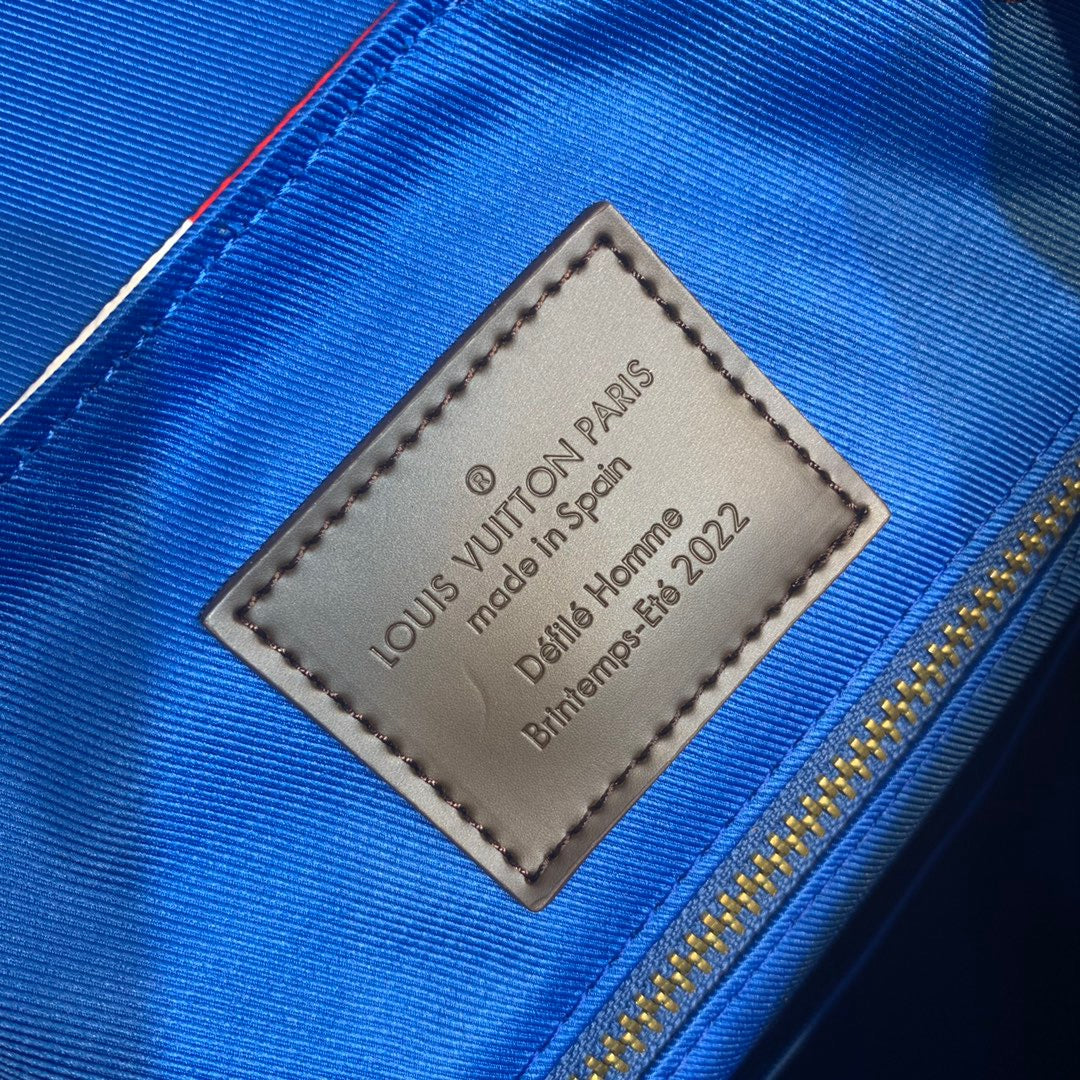 ®
LOUIS VUITTON PARIS
made in Spain
Défilé Homme
Brintemps-Eté 2022